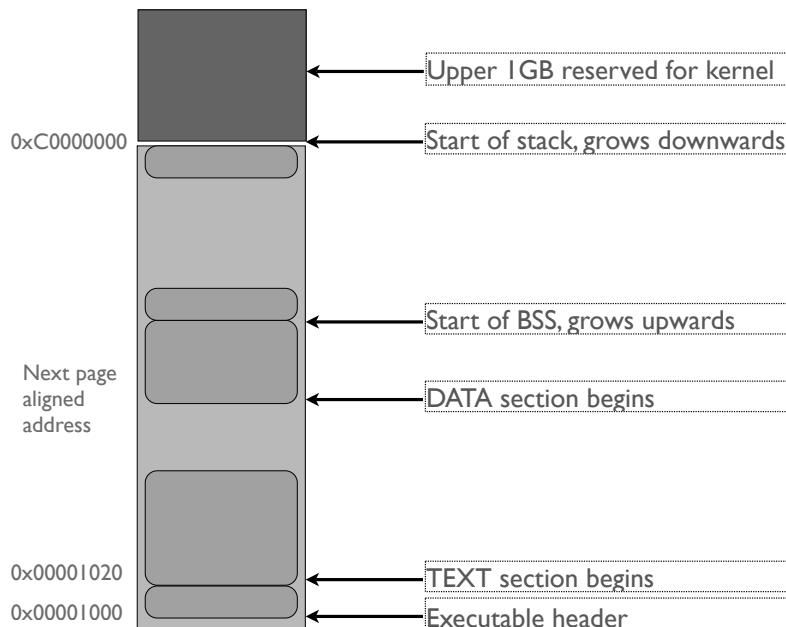 Upper 1GB reserved for kernel
0xC0000000
Start of stack, grows downwards
Start of BSS, grows upwards
Next page
aligned
address
DATA section begins
0x00001020
TEXT section begins
0x00001000
Executable header